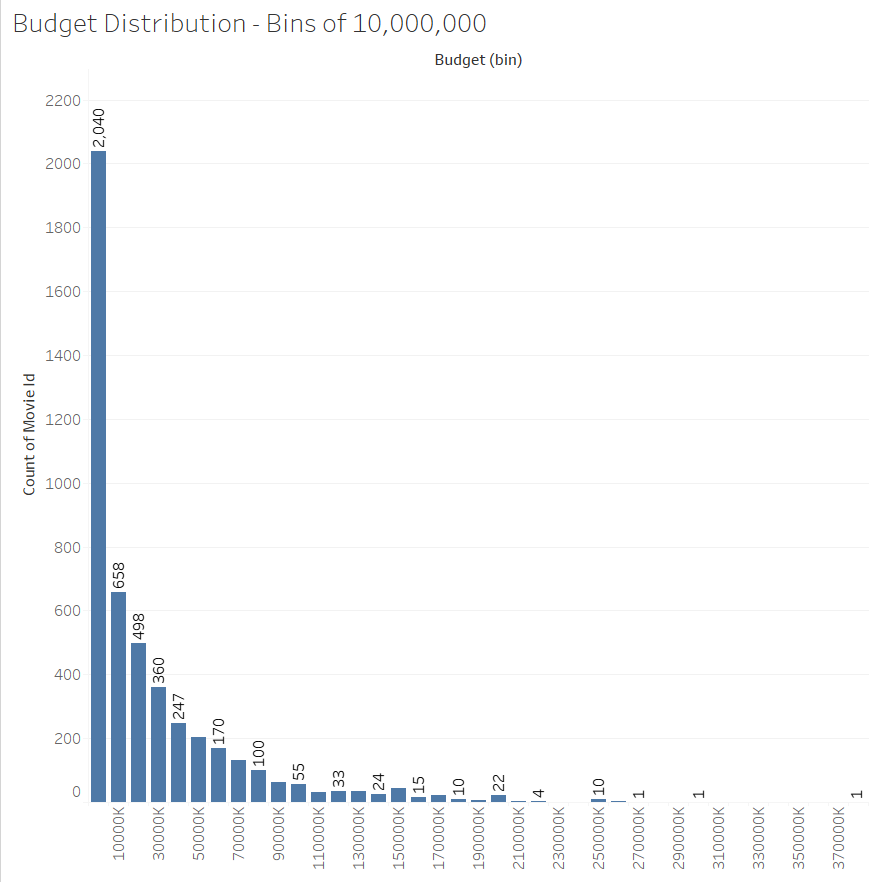 Budget Distribution - Bins of 10,000,000
Budget (bin)
Count of Movie Id
2200
2000
1800
1600
1400
1200
1000
800
600
400
200
0
2,040
658
498
360
247
170
100
55
33
24
15
10
22
4
10
1
1
1
10000K
30000K
50000K
70000K
90000K
110000K
130000K
150000K
170000K
190000K
210000K
230000K
250000K
270000K
290000K
310000K
330000K
350000K
370000K